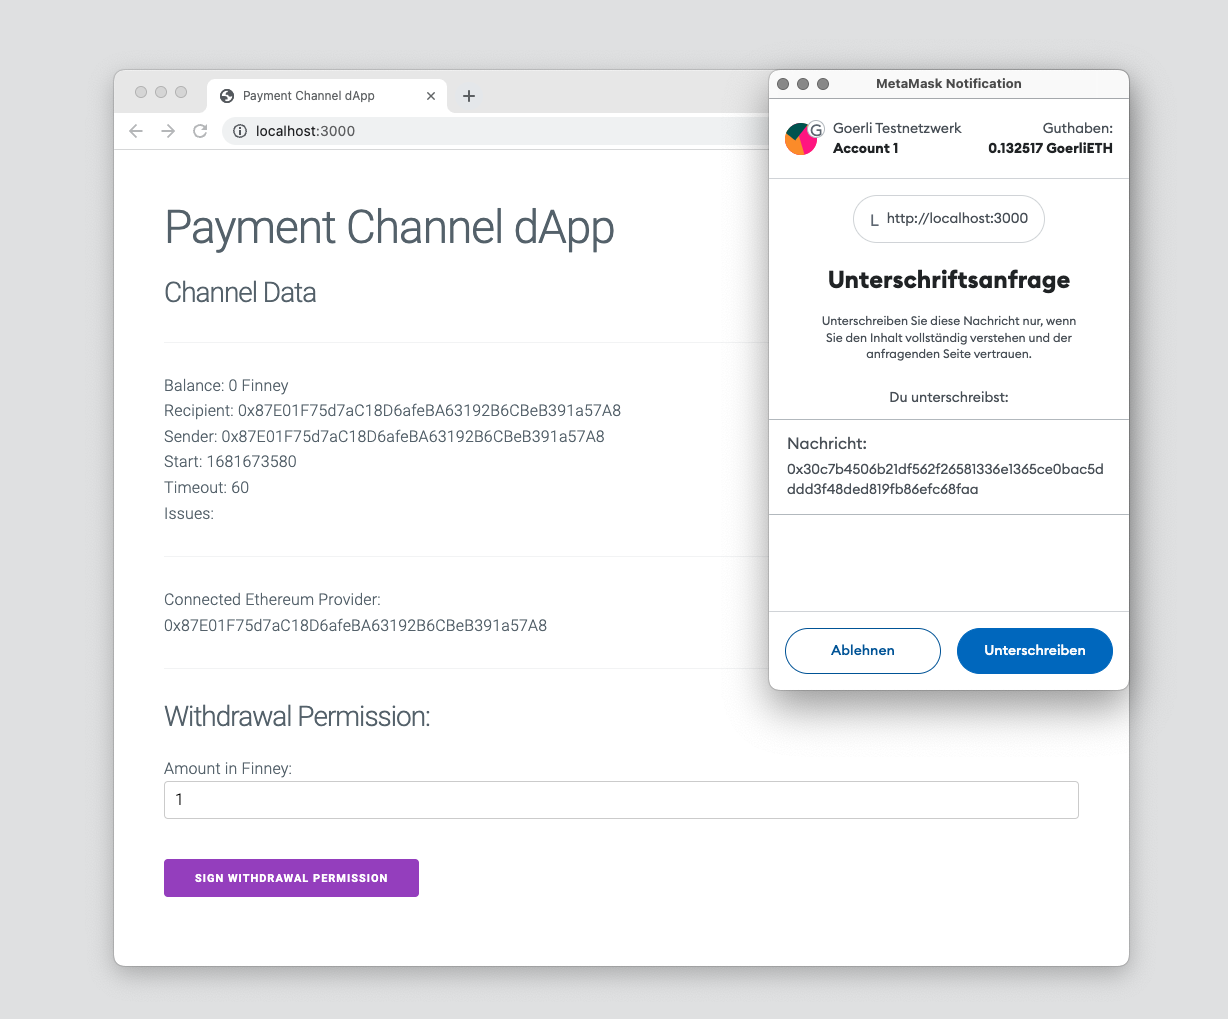 Payment Channel dApp
localhost:3000
Payment Channel dApp
Channel Data
Balance: 0 Finney
Recipient: 0x87E01F75d7aC18D6afeBA63192B6CBeB391a57A8
Sender: 0x87E01F75d7aC18D6afeBA63192B6CBeB391a57A8
Start: 1681673580
Timeout: 60
Issues:
Connected Ethereum Provider:
0x87E01F75d7aC18D6afeBA63192B6CBeB391a57A8
Withdrawal Permission:
Amount in Finney:
1
SIGN WITHDRAWAL PERMISSION
MetaMask Notification
G
Goerli Testnetzwerk
Account 1
Guthaben:
0.132517 GoerliETH
L http://localhost:3000
Unterschriftsanfrage
Unterschreiben Sie diese Nachricht nur, wenn
Sie den Inhalt vollständig verstehen und der
anfragenden Seite vertrauen.
Du unterschreibst:
Nachricht:
0x30c7b4506b21df562f26581336e1365ce0bac5d
ddd3f48ded819fb86efc68faa
Ablehnen
Unterschreiben